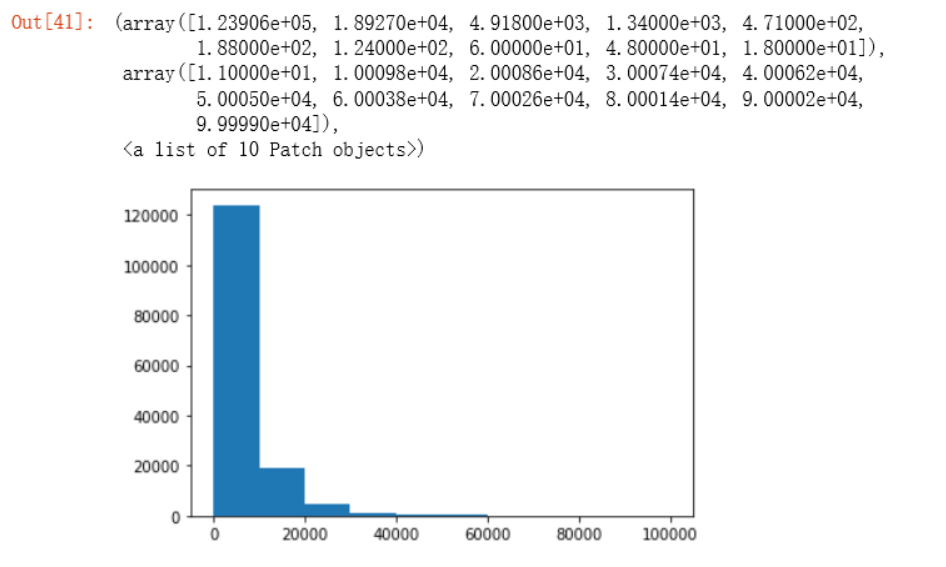 Out[41]: (array([1.23906e+05, 1.89270e+04, 4.91800e+03, 1.34000e+03, 4.71000e+02,
1.88000e+02, 1.24000e+02, 6.00000e+01, 4.80000e+01, 1.80000e+01]),
array([1.10000e+01, 1.00098e+04, 2.00086e+04, 3.00074e+04, 4.00062e+04,
5.00050e+04, 6.00038e+04, 7.00026e+04, 8.00014e+04, 9.00002e+04,
9.99990e+04]),
<a list of 10 Patch objects>)
120000
100000
80000
60000
40000
20000
0
0 20000 40000 60000 80000 100000